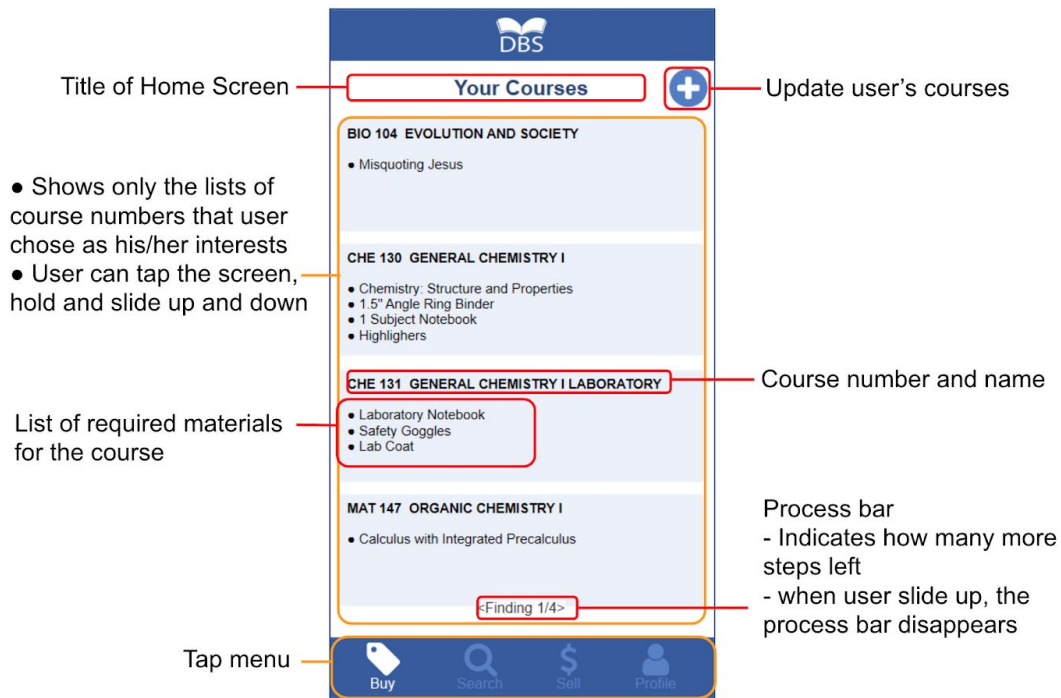 DBS
Title of Home Screen
Your Courses
Update user's courses
BIO 104 EVOLUTION AND SOCIETY
● Misquoting Jesus
● Shows only the lists of
course numbers that user
chose as his/her interests
● User can tap the screen,
hold and slide up and down
CHE 130 GENERAL CHEMISTRY I
● Chemistry: Structure and Properties
● 1.5" Angle Ring Binder
● 1 Subject Notebook
● Highlighers
CHE 131 GENERAL CHEMISTRY I LABORATORY
Course number and name
● Laboratory Notebook
● Safety Goggles
● Lab Coat
List of required materials
for the course
MAT 147 ORGANIC CHEMISTRY I
● Calculus with Integrated Precalculus
<Finding 1/4>
Process bar
- Indicates how many more
steps left
- when user slide up, the
process bar disappears
Tap menu
Buy
Search
Sell
Profile